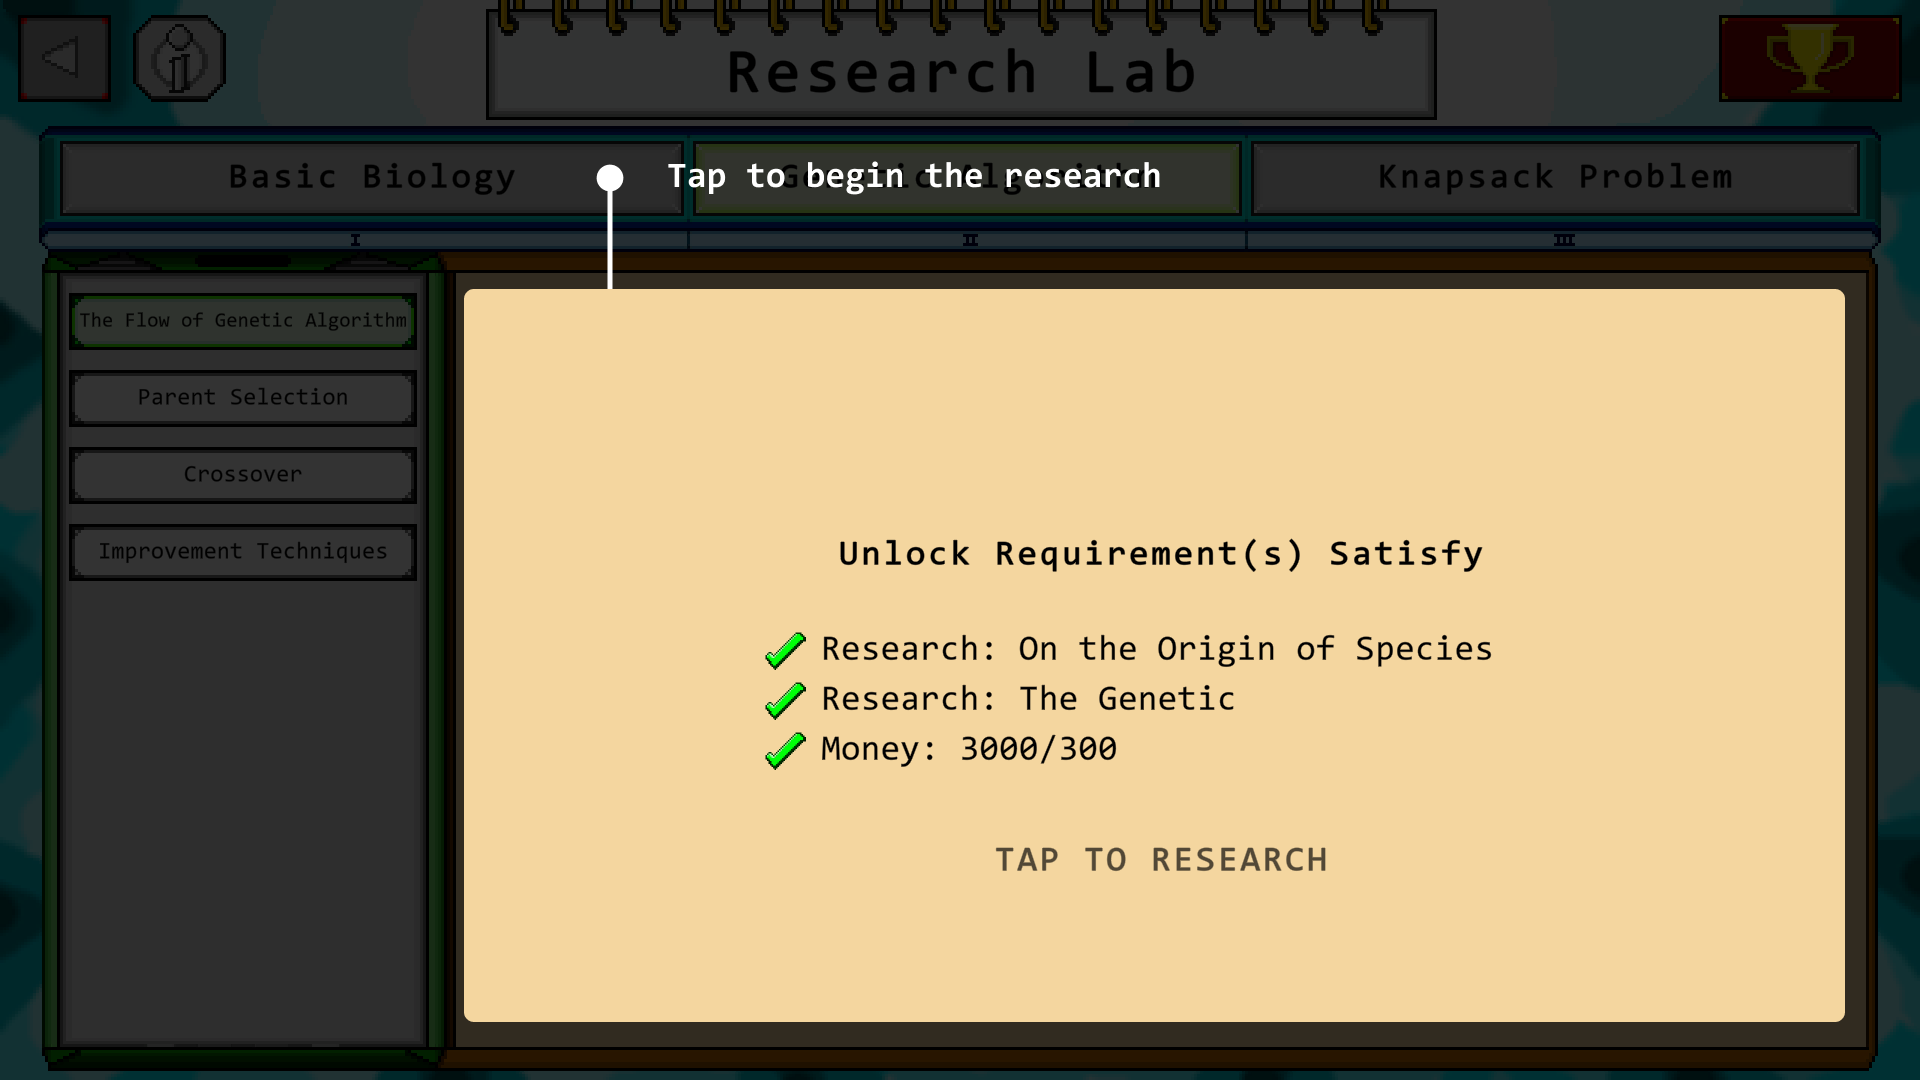 Research Lab
Basic Biology
Tap to begin the research
Knapsack Problem
I
II
III
The Flow of Genetic Algorithm
Parent Selection
Crossover
Improvement Techniques
Unlock Requirement(s) Satisfy
Research: On the Origin of Species
Research: The Genetic
Money: 3000/300
TAP TO RESEARCH